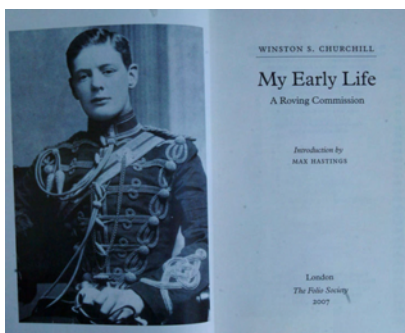 WINSTON S. CHURCHILL
My Early Life
A Roving Commission
Introduction by
MAX HASTINGS
London
The Folio Society
2007